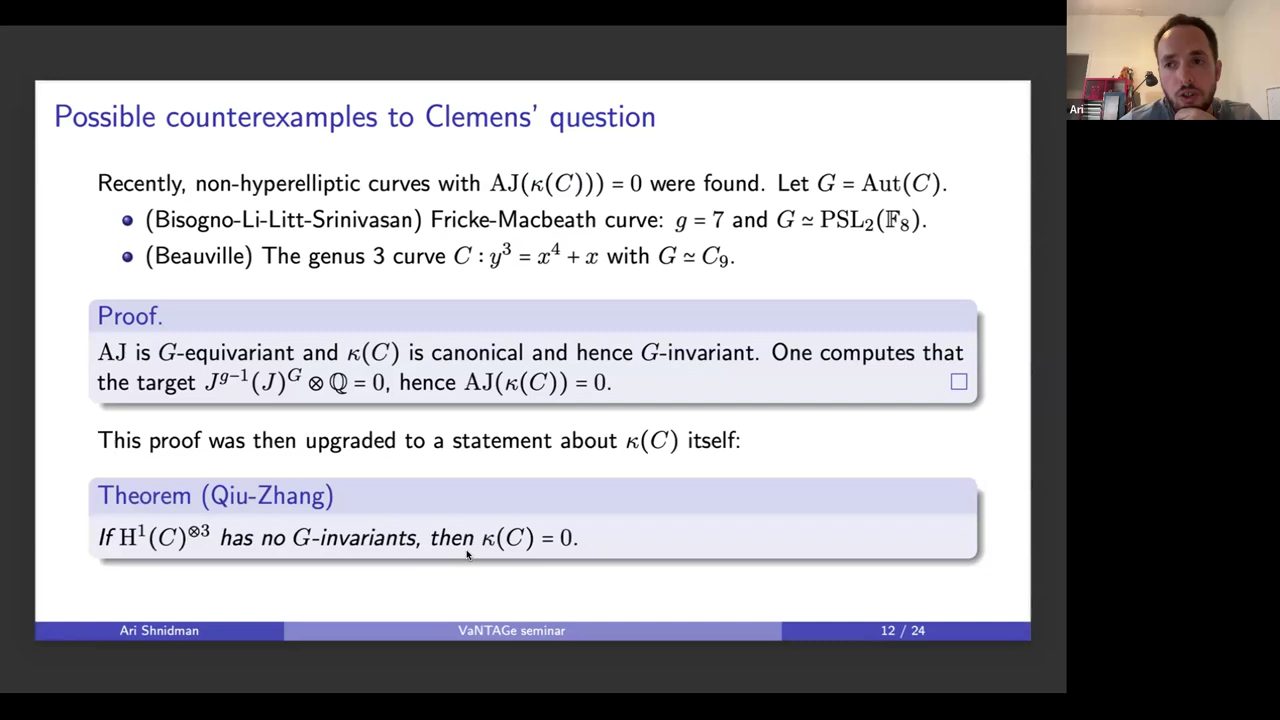 Possible counterexamples to Clemens' question
Recently, non-hyperelliptic curves with AJ(κ(C))) = 0 were found. Let G = Aut(C).
• (Bisogno-Li-Litt-Srinivasan) Fricke-Macbeath curve: g = 7 and G ≃ PSL₂(𝔽₈).
• (Beauville) The genus 3 curve C : y³ = x⁴ + x with G ≃ C₉.
Proof.
AJ is G-equivariant and κ(C) is canonical and hence G-invariant. One computes that
the target J^{g−1}(J)^G ⊗ ℚ = 0, hence AJ(κ(C)) = 0. □
This proof was then upgraded to a statement about κ(C) itself:
Theorem (Qiu-Zhang)
If H¹(C)^{⊗3} has no G-invariants, then κ(C) = 0.
Ari Shnidman VaNTAGe seminar 12 / 24
Ari